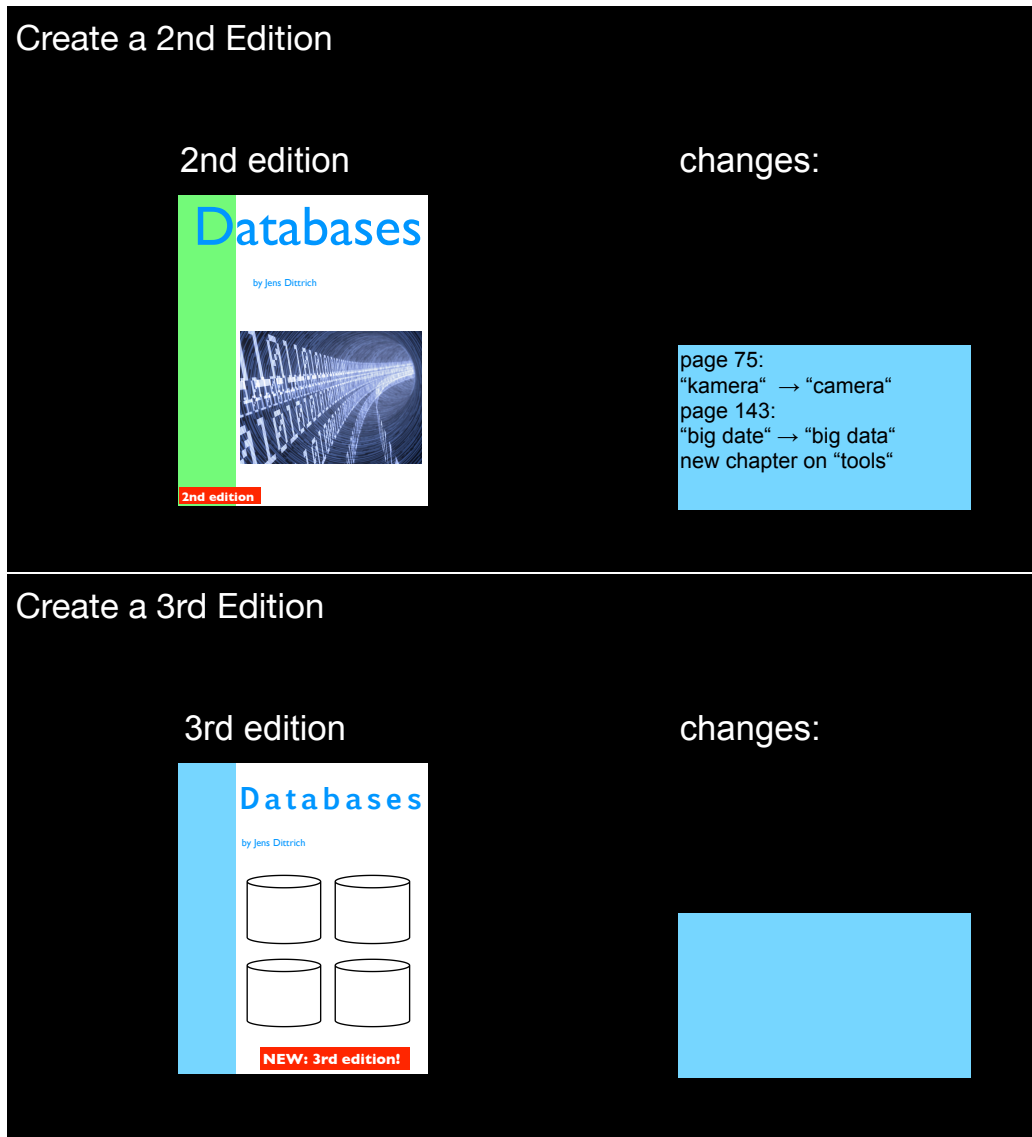 Create a 2nd Edition
2nd edition
changes:
Databases
by Jens Dittrich
2nd edition
page 75:
“kamera“ → “camera“
page 143:
“big date“ → “big data“
new chapter on “tools“
Create a 3rd Edition
3rd edition
changes:
Databases
by Jens Dittrich
NEW: 3rd edition!